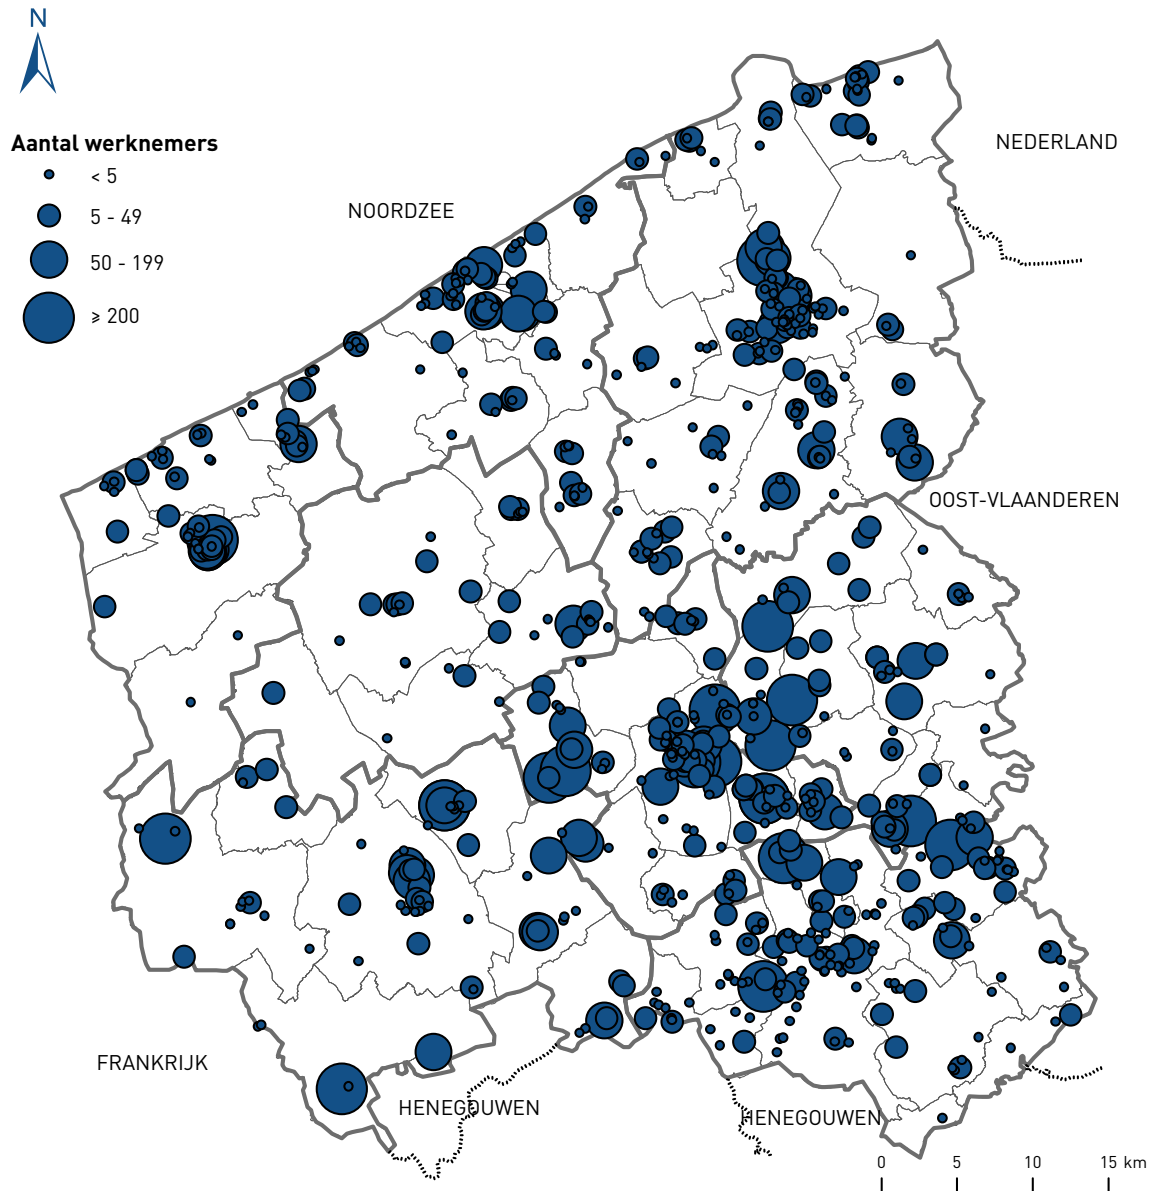 N
Aantal werknemers
< 5
5 - 49
50 - 199
⩾ 200
NOORDZEE
NEDERLAND
OOST-VLAANDEREN
FRANKRIJK
HENEGOUWEN
HENEGOUWEN
0 5 10 15 km